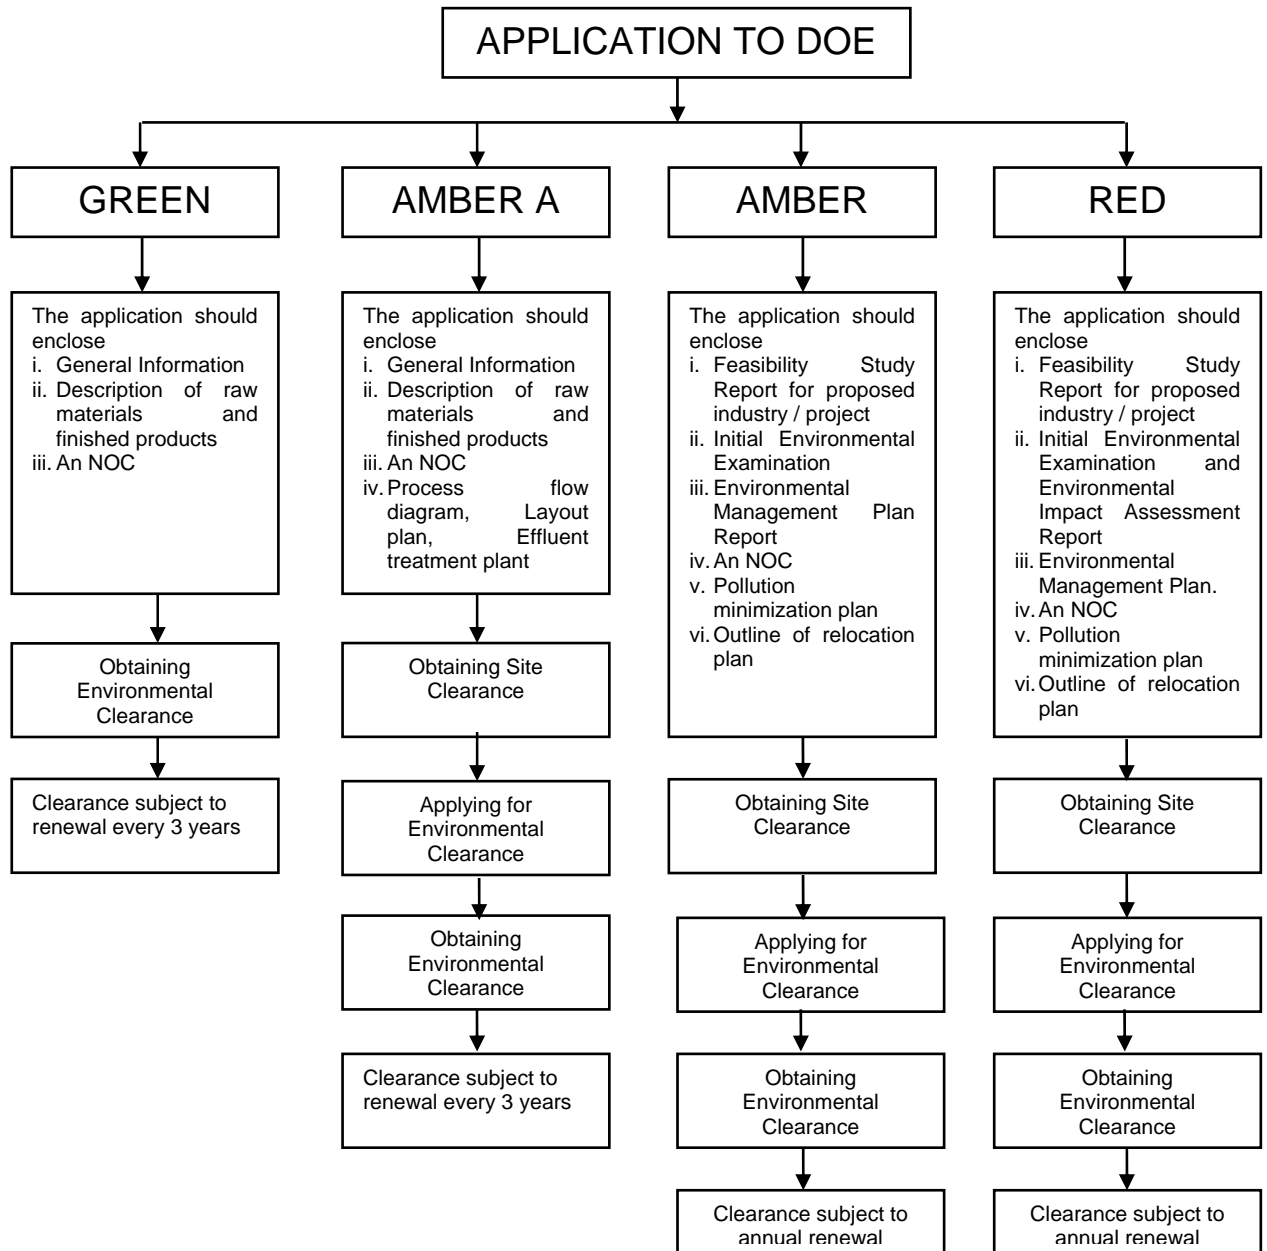 APPLICATION TO DOE
GREEN
AMBER A
AMBER
RED
The application should
enclose
i. General Information
ii. Description of raw
materials and
finished products
iii. An NOC
The application should
enclose
i. General Information
ii. Description of raw
materials and
finished products
iii. An NOC
iv. Process flow
diagram, Layout
plan, Effluent
treatment plant
The application should
enclose
i. Feasibility Study
Report for proposed
industry / project
ii. Initial Environmental
Examination
iii. Environmental
Management Plan
Report
iv. An NOC
v. Pollution
minimization plan
vi. Outline of relocation
plan
The application should
enclose
i. Feasibility Study
Report for proposed
industry / project
ii. Initial Environmental
Examination and
Environmental
Impact Assessment
Report
iii. Environmental
Management Plan.
iv. An NOC
v. Pollution
minimization plan
vi. Outline of relocation
plan
Obtaining
Environmental
Clearance
Obtaining Site
Clearance
Clearance subject to
renewal every 3 years
Applying for
Environmental
Clearance
Obtaining Site
Clearance
Obtaining Site
Clearance
Obtaining
Environmental
Clearance
Applying for
Environmental
Clearance
Applying for
Environmental
Clearance
Clearance subject to
renewal every 3 years
Obtaining
Environmental
Clearance
Obtaining
Environmental
Clearance
Clearance subject to
annual renewal
Clearance subject to
annual renewal